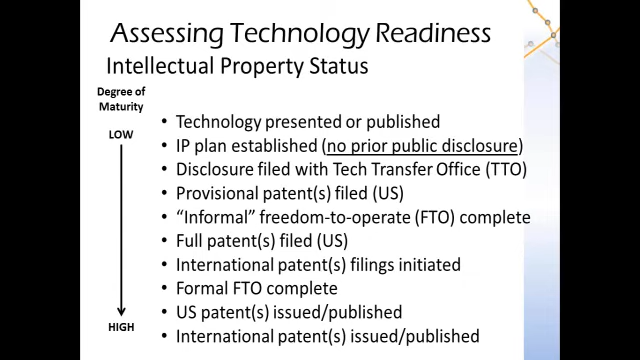 Assessing Technology Readiness
Intellectual Property Status
Degree of
Maturity
LOW
• Technology presented or published
• IP plan established (no prior public disclosure)
• Disclosure filed with Tech Transfer Office (TTO)
• Provisional patent(s) filed (US)
• “Informal” freedom-to-operate (FTO) complete
• Full patent(s) filed (US)
• International patent(s) filings initiated
• Formal FTO complete
• US patent(s) issued/published
• International patent(s) issued/published
HIGH